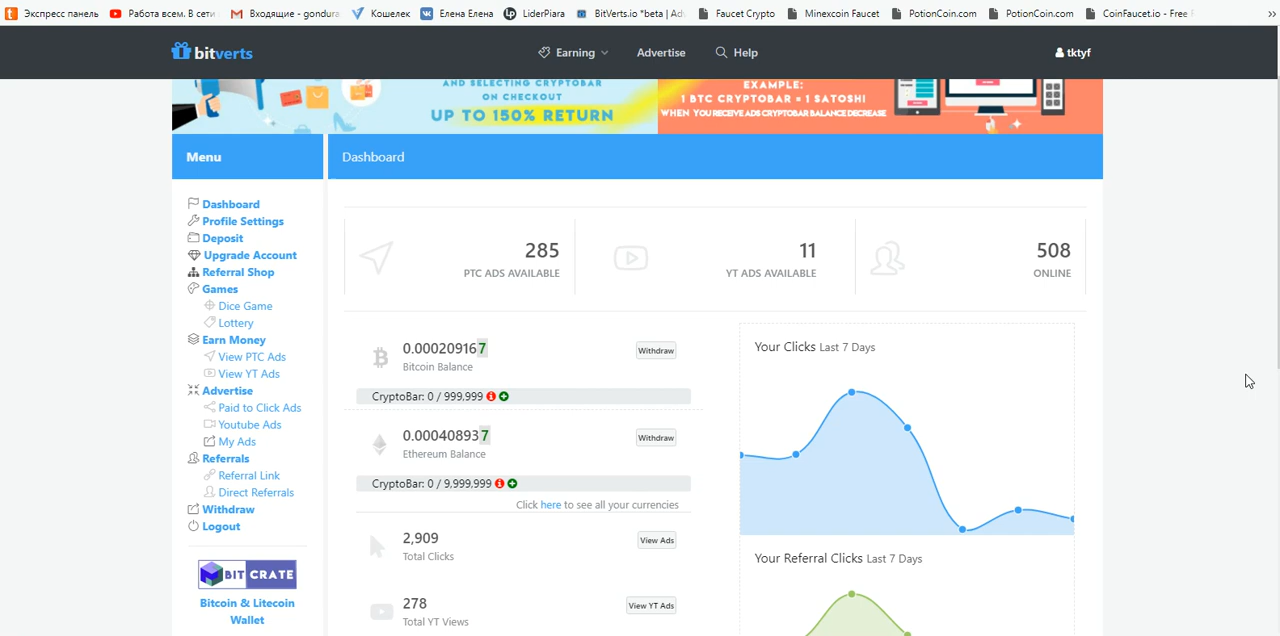 Экспресс панель
Работа всем. В сети
Входящие - gondura
Кошелек
Елена Елена
LiderPiara
BitVerts.io *beta | Adv
Faucet Crypto
Minexcoin Faucet
PotionCoin.com
PotionCoin.com
CoinFaucet.io - Free
»
bitverts
Earning
Advertise
Help
tktyf
AND SELECTING CRYPTOBAR
ON CHECKOUT
UP TO 150% RETURN
EXAMPLE:
1 BTC CRYPTOBAR = 1 SATOSHI
WHEN YOU RECEIVE ADS CRYPTOBAR BALANCE DECREASE
Menu
Dashboard
Profile Settings
Deposit
Upgrade Account
Referral Shop
Games
Dice Game
Lottery
Earn Money
View PTC Ads
View YT Ads
Advertise
Paid to Click Ads
Youtube Ads
My Ads
Referrals
Referral Link
Direct Referrals
Withdraw
Logout
BIT CRATE
Bitcoin & Litecoin
Wallet
Dashboard
285
PTC ADS AVAILABLE
11
YT ADS AVAILABLE
508
ONLINE
0.000209167
Bitcoin Balance
Withdraw
CryptoBar: 0 / 999,999
0.000408937
Ethereum Balance
Withdraw
CryptoBar: 0 / 9,999,999
Click here to see all your currencies
2,909
Total Clicks
View Ads
278
Total YT Views
View YT Ads
Your Clicks Last 7 Days
Your Referral Clicks Last 7 Days